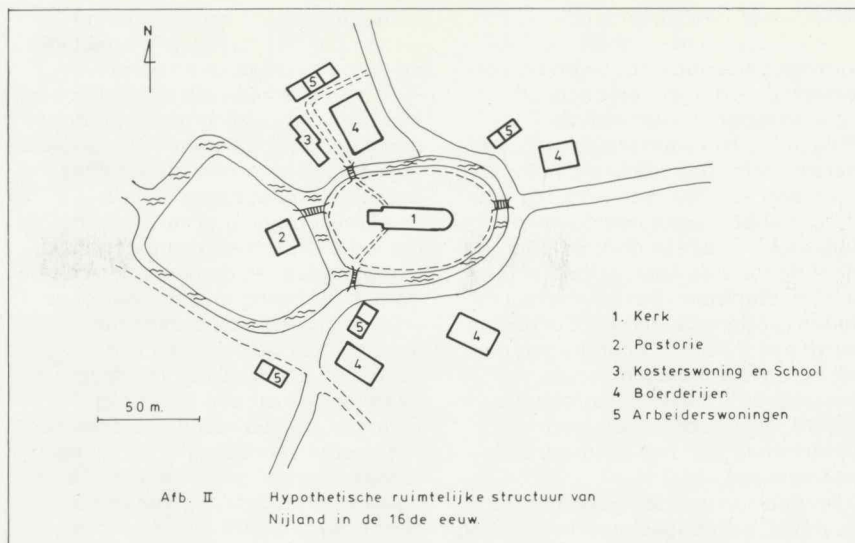 N
5
4
3
5
4
1
2
5
4
4
5
1. Kerk
2. Pastorie
3. Kosterswoning en School
4 Boerderijen
5 Arbeiderswoningen
50 m.
Afb. II Hypothetische ruimtelijke structuur van
Nijland in de 16de eeuw.